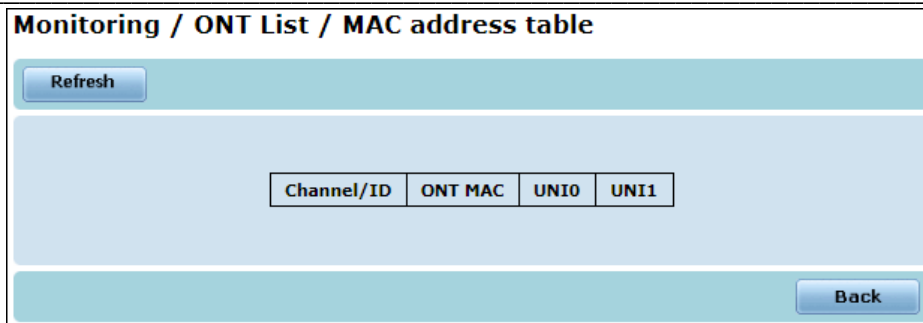 Monitoring / ONT List / MAC address table
Refresh
Channel/ID ONT MAC UNI0 UNI1
Back